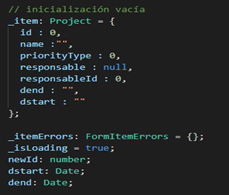 // inicialización vacía
_item: Project = {
id : 0,
name :"",
priorityType : 0,
responsable : null,
responsableId : 0,
dend : "",
dstart : ""
};
_itemErrors: FormItemErrors = {};
_isLoading = true;
newId: number;
dstart: Date;
dend: Date;